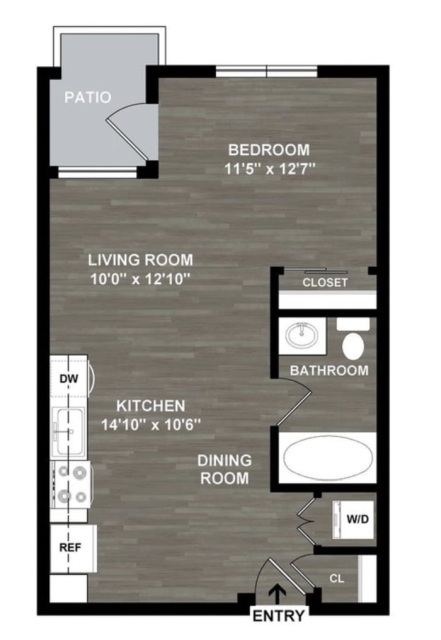 PATIO
BEDROOM
11'5" x 12'7"
LIVING ROOM
10'0" x 12'10"
CLOSET
BATHROOM
DW
KITCHEN
14'10" x 10'6"
DINING
ROOM
W/D
REF
CL
ENTRY